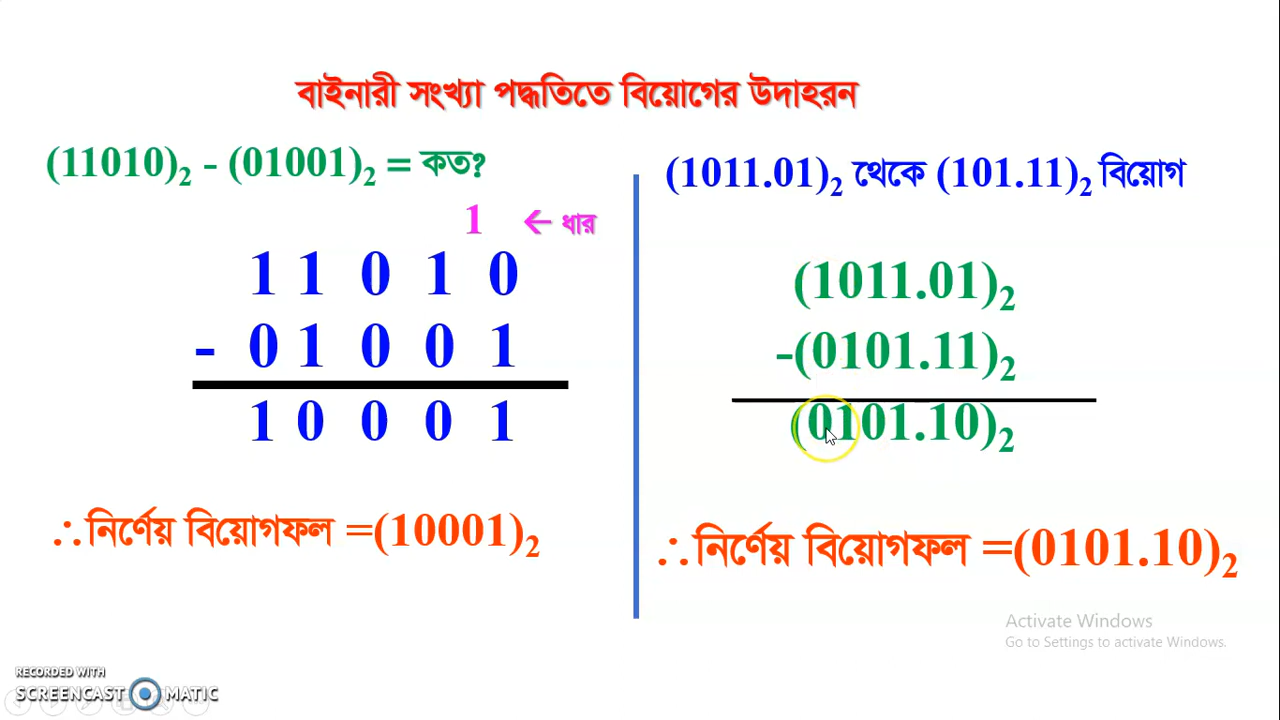 বাইনারী সংখ্যা পদ্ধতিতে বিয়োগের উদাহরন
(11010)₂ - (01001)₂ = কত?
1 ← ধার
1 1 0 1 0
- 0 1 0 0 1
1 0 0 0 1
∴নির্ণেয় বিয়োগফল =(10001)₂
(1011.01)₂ থেকে (101.11)₂ বিয়োগ
(1011.01)₂
-(0101.11)₂
(0101.10)₂
∴নির্ণেয় বিয়োগফল =(0101.10)₂
Activate Windows
Go to Settings to activate Windows.
RECORDED WITH
SCREENCAST MATIC